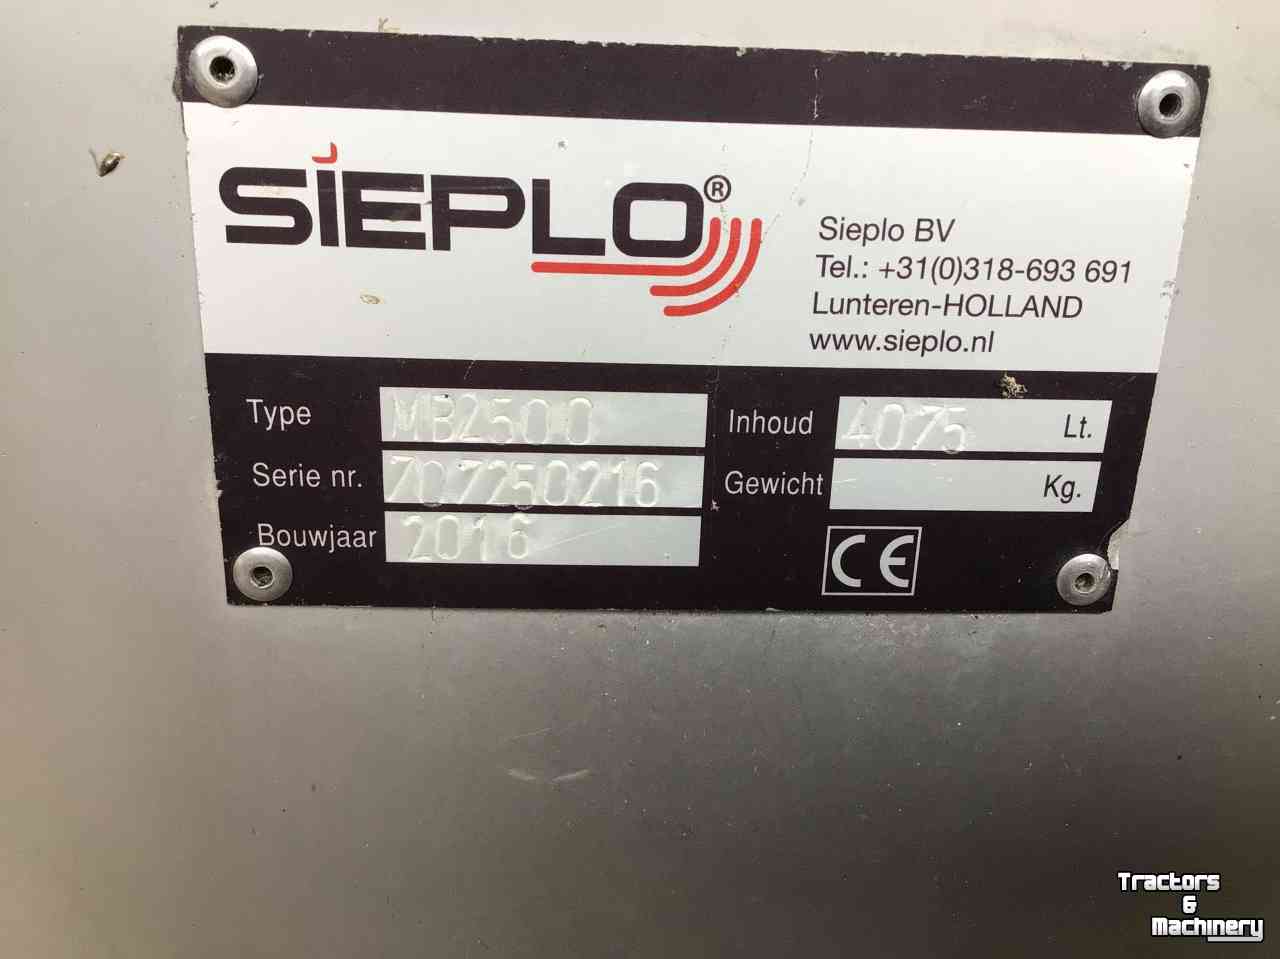 SIEPLO®
Sieplo BV
Tel.: +31(0)318-693 691
Lunteren-HOLLAND
www.sieplo.nl
Type MB2500
Serie nr. 707250216
Bouwjaar 2016
Inhoud 4075 Lt.
Gewicht Kg.
CE
Tractors
&
Machinery